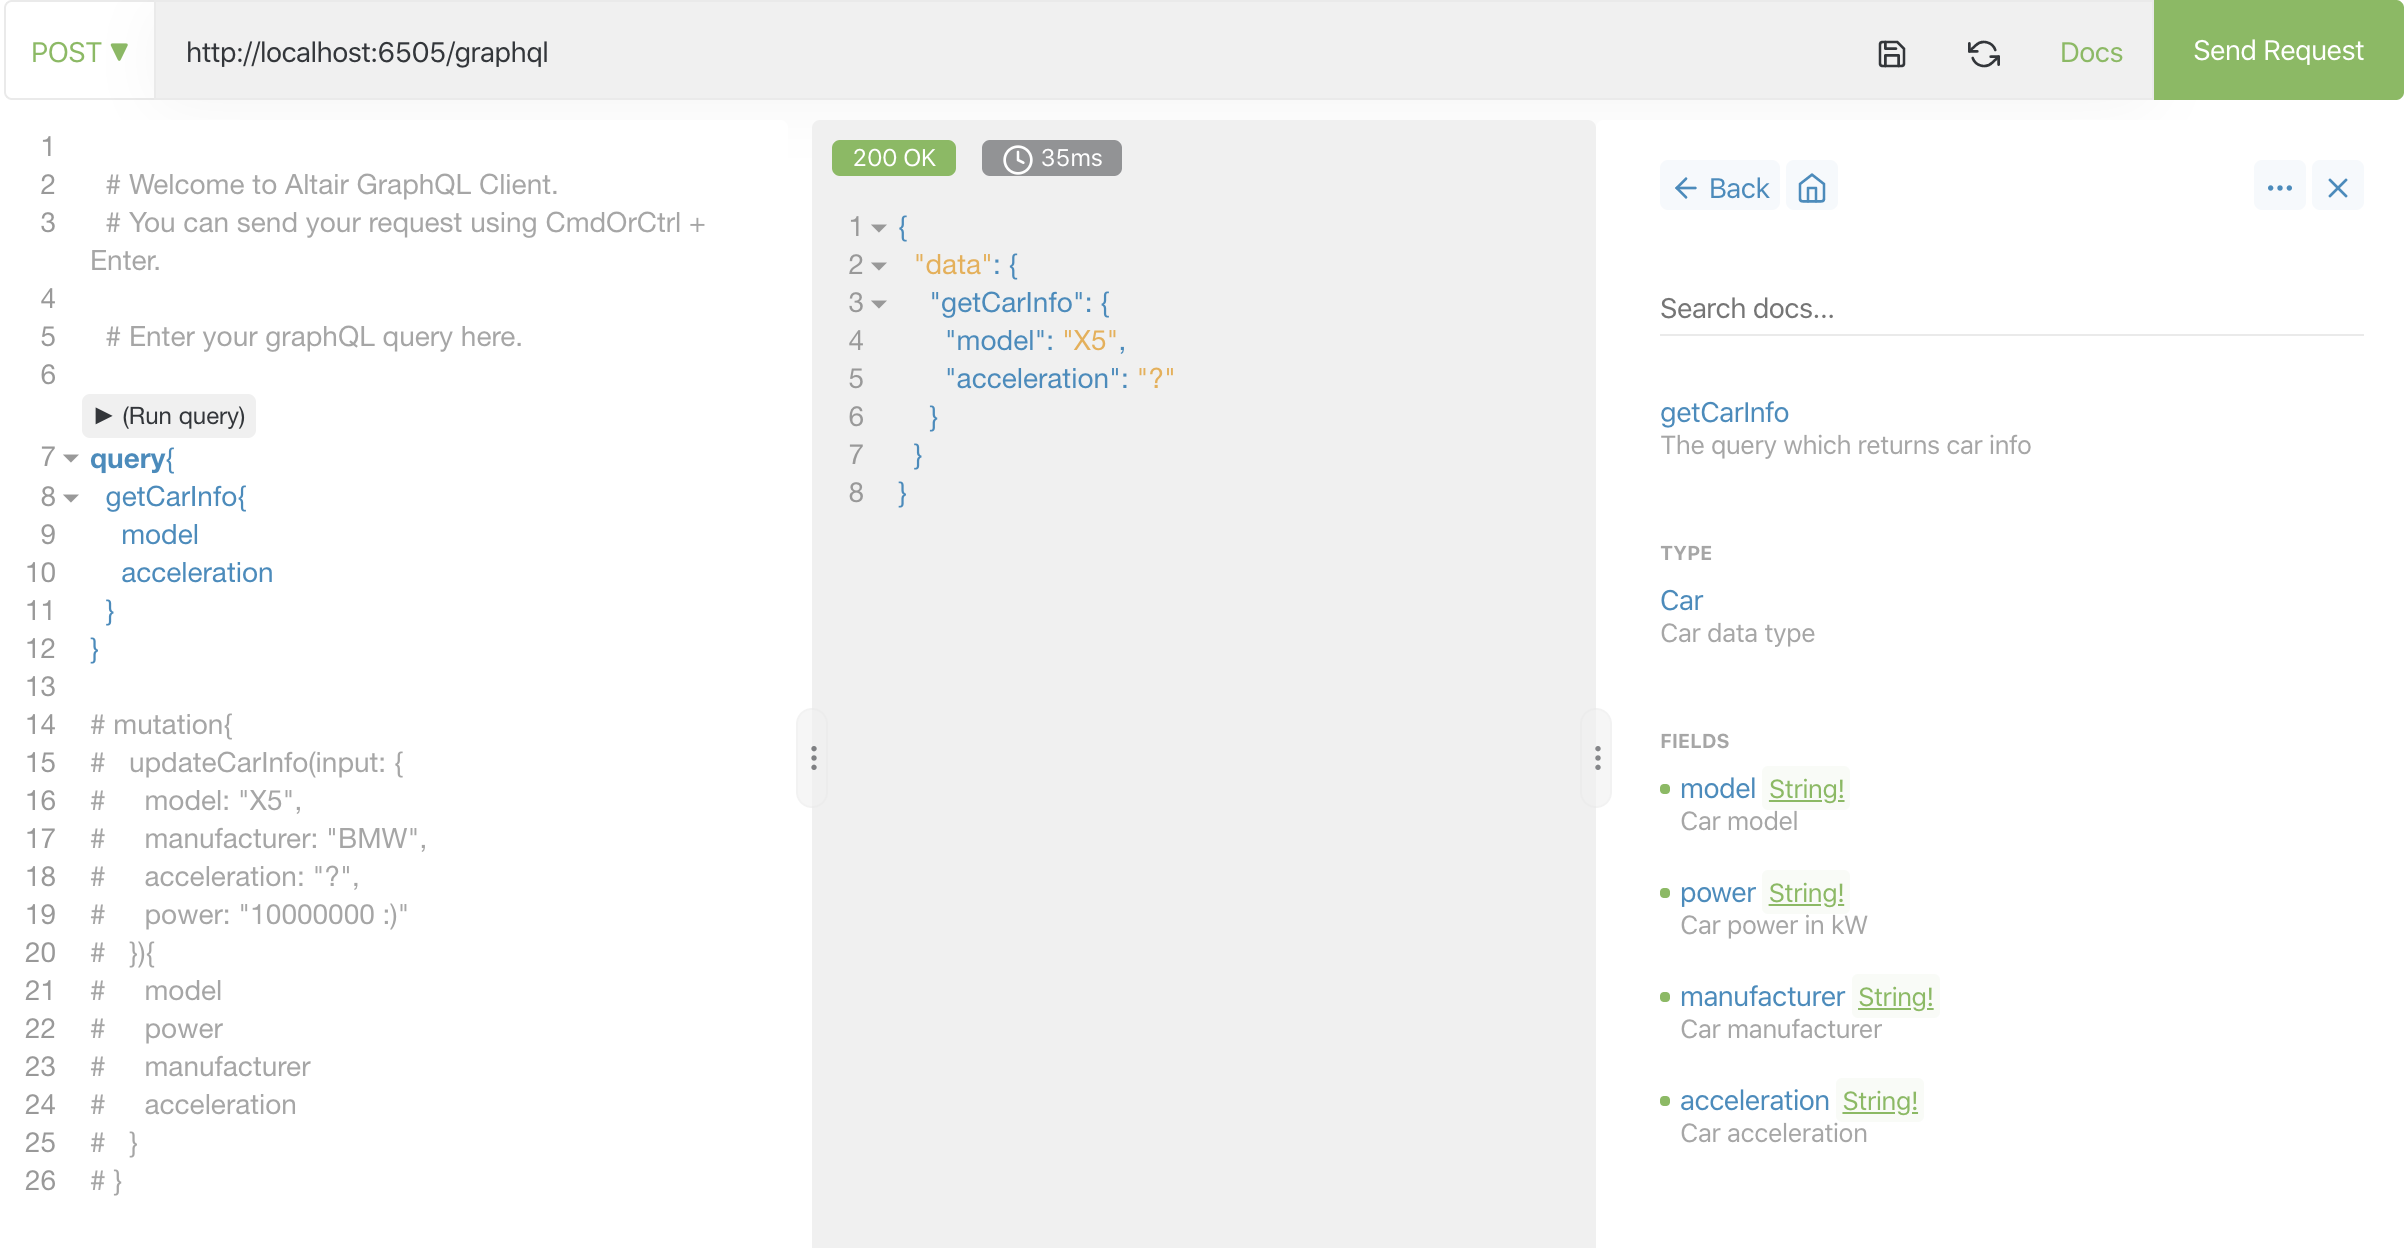 POST ▼ http://localhost:6505/graphql Docs Send Request
1
2 # Welcome to Altair GraphQL Client.
3 # You can send your request using CmdOrCtrl +
Enter.
4
5 # Enter your graphQL query here.
6
▶ (Run query)
7 query{
8 getCarInfo{
9 model
10 acceleration
11 }
12 }
13
14 # mutation{
15 # updateCarInfo(input: {
16 # model: "X5",
17 # manufacturer: "BMW",
18 # acceleration: "?",
19 # power: "10000000 :)"
20 # }){
21 # model
22 # power
23 # manufacturer
24 # acceleration
25 # }
26 # }
200 OK 35ms
1 {
2 "data": {
3 "getCarInfo": {
4 "model": "X5",
5 "acceleration": "?"
6 }
7 }
8 }
← Back
Search docs...
getCarInfo
The query which returns car info
TYPE
Car
Car data type
FIELDS
model String!
Car model
power String!
Car power in kW
manufacturer String!
Car manufacturer
acceleration String!
Car acceleration